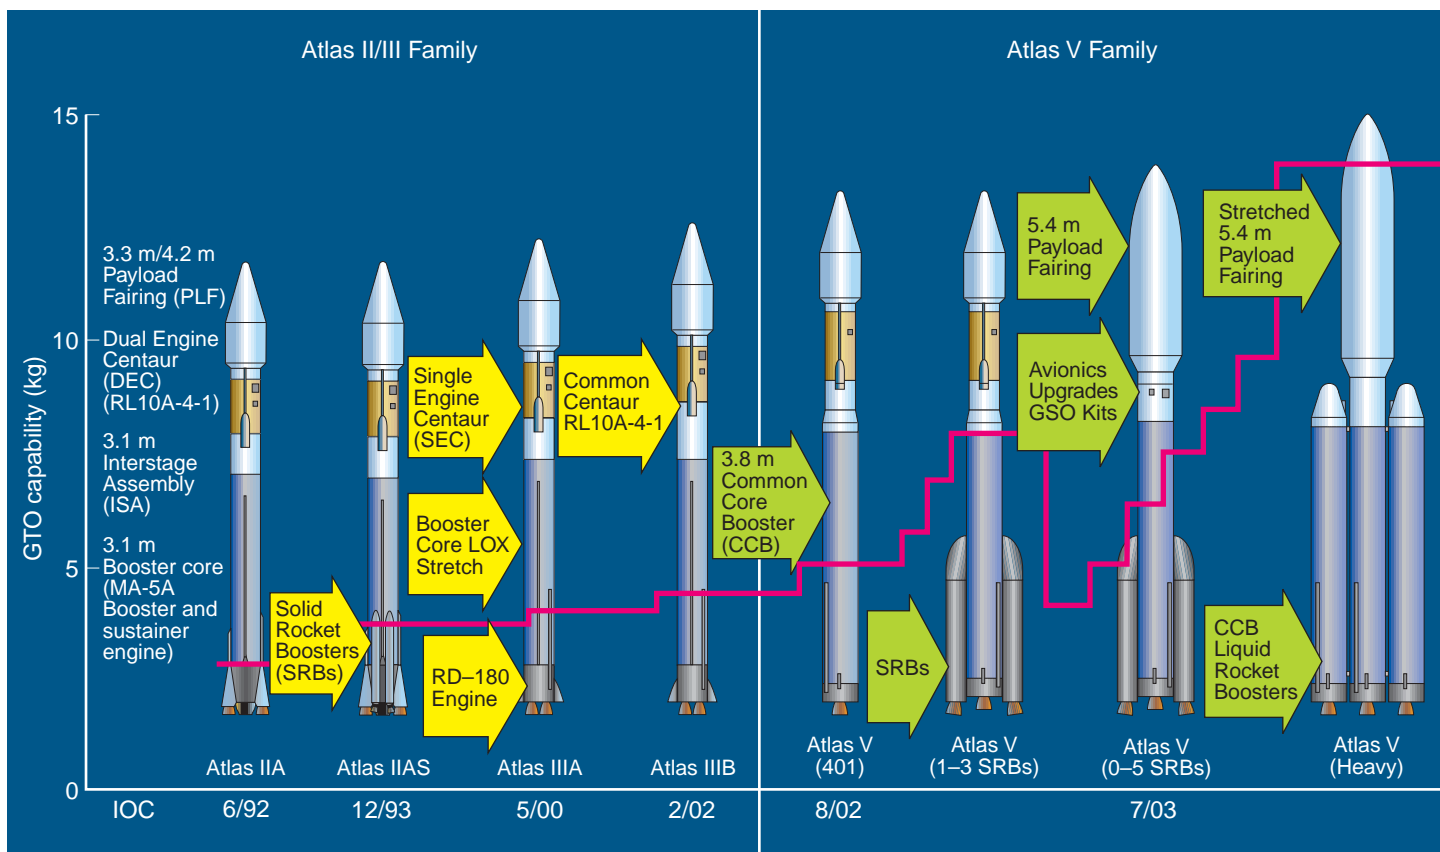 Atlas II/III Family
Atlas V Family
GTO capability (kg)
15
10
5
0
3.3 m/4.2 m
Payload
Fairing (PLF)
Dual Engine
Centaur
(DEC)
(RL10A-4-1)
3.1 m
Interstage
Assembly
(ISA)
3.1 m
Booster core
(MA-5A
Booster and
sustainer
engine)
Solid
Rocket
Boosters
(SRBs)
Single
Engine
Centaur
(SEC)
Booster
Core LOX
Stretch
RD–180
Engine
Common
Centaur
RL10A-4-1
3.8 m
Common
Core
Booster
(CCB)
SRBs
5.4 m
Payload
Fairing
Avionics
Upgrades
GSO Kits
Stretched
5.4 m
Payload
Fairing
CCB
Liquid
Rocket
Boosters
Atlas IIA
Atlas IIAS
Atlas IIIA
Atlas IIIB
Atlas V
(401)
Atlas V
(1–3 SRBs)
Atlas V
(0–5 SRBs)
Atlas V
(Heavy)
IOC
6/92
12/93
5/00
2/02
8/02
7/03